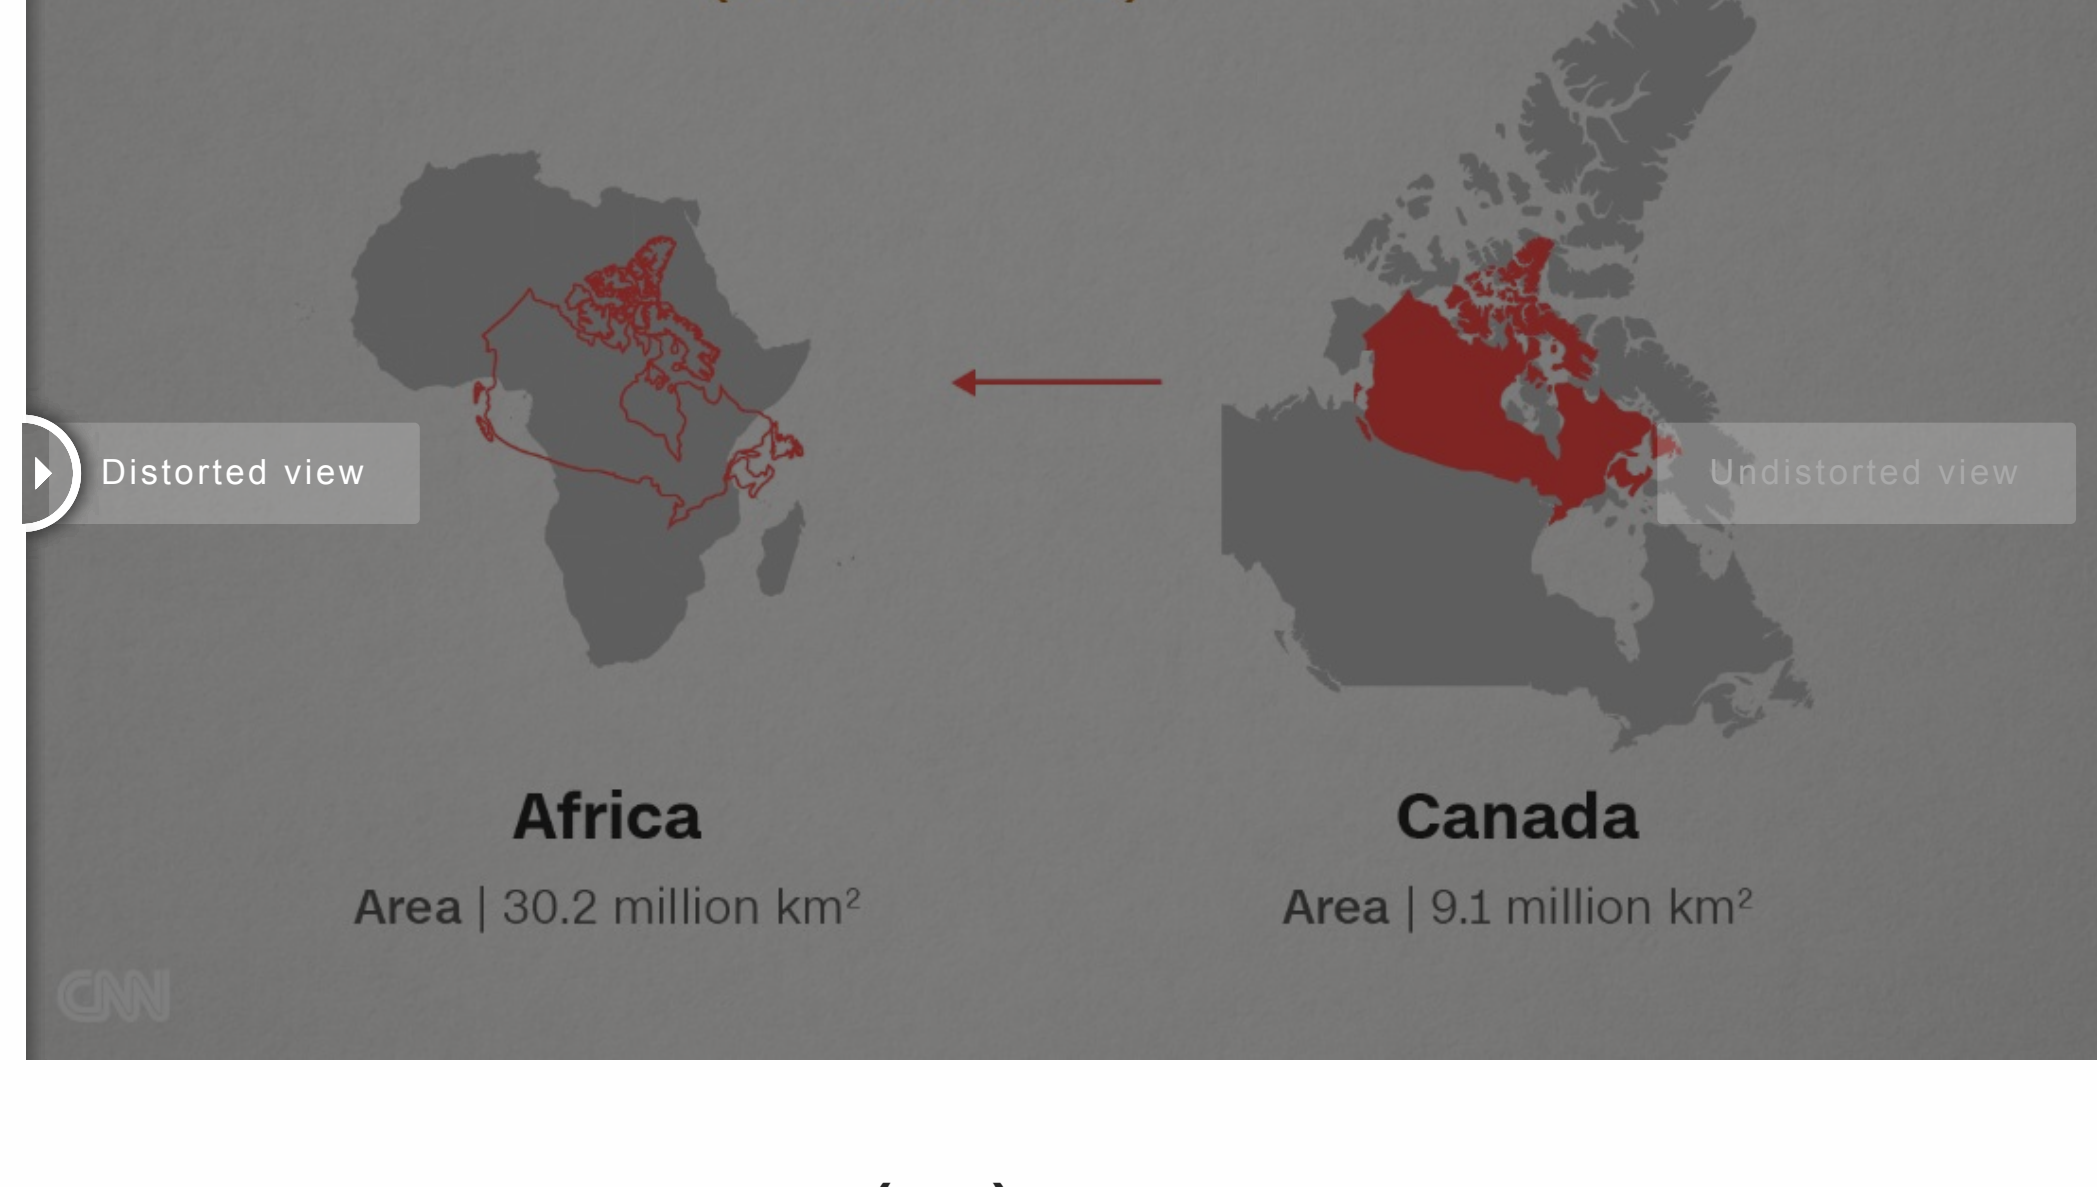 Distorted view
Undistorted view
Africa
Canada
Area | 30.2 million km²
Area | 9.1 million km²
CNN